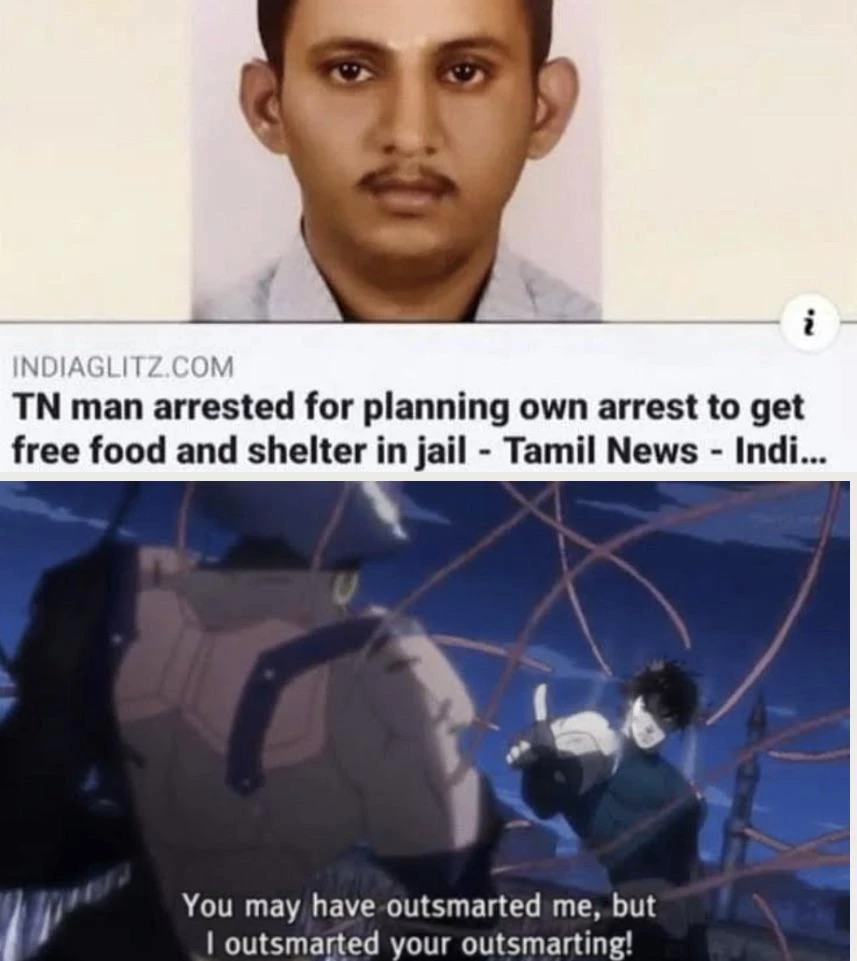 i
INDIAGLITZ.COM
TN man arrested for planning own arrest to get
free food and shelter in jail - Tamil News - Indi...
You may have outsmarted me, but
I outsmarted your outsmarting!